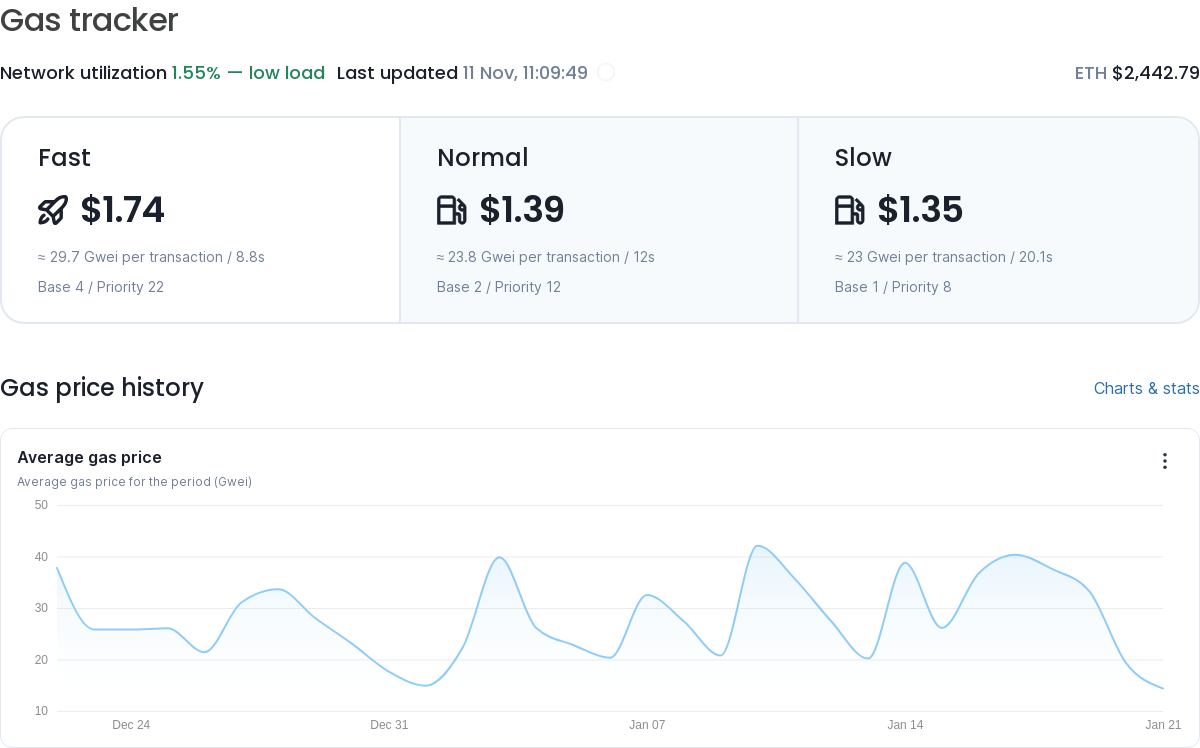 Gas tracker
Network utilization 1.55% — low load Last updated 11 Nov, 11:09:49 ETH $2,442.79
Fast
$1.74
≈ 29.7 Gwei per transaction / 8.8s
Base 4 / Priority 22
Normal
$1.39
≈ 23.8 Gwei per transaction / 12s
Base 2 / Priority 12
Slow
$1.35
≈ 23 Gwei per transaction / 20.1s
Base 1 / Priority 8
Gas price history
Charts & stats
Average gas price
Average gas price for the period (Gwei)
50
40
30
20
10
Dec 24 Dec 31 Jan 07 Jan 14 Jan 21